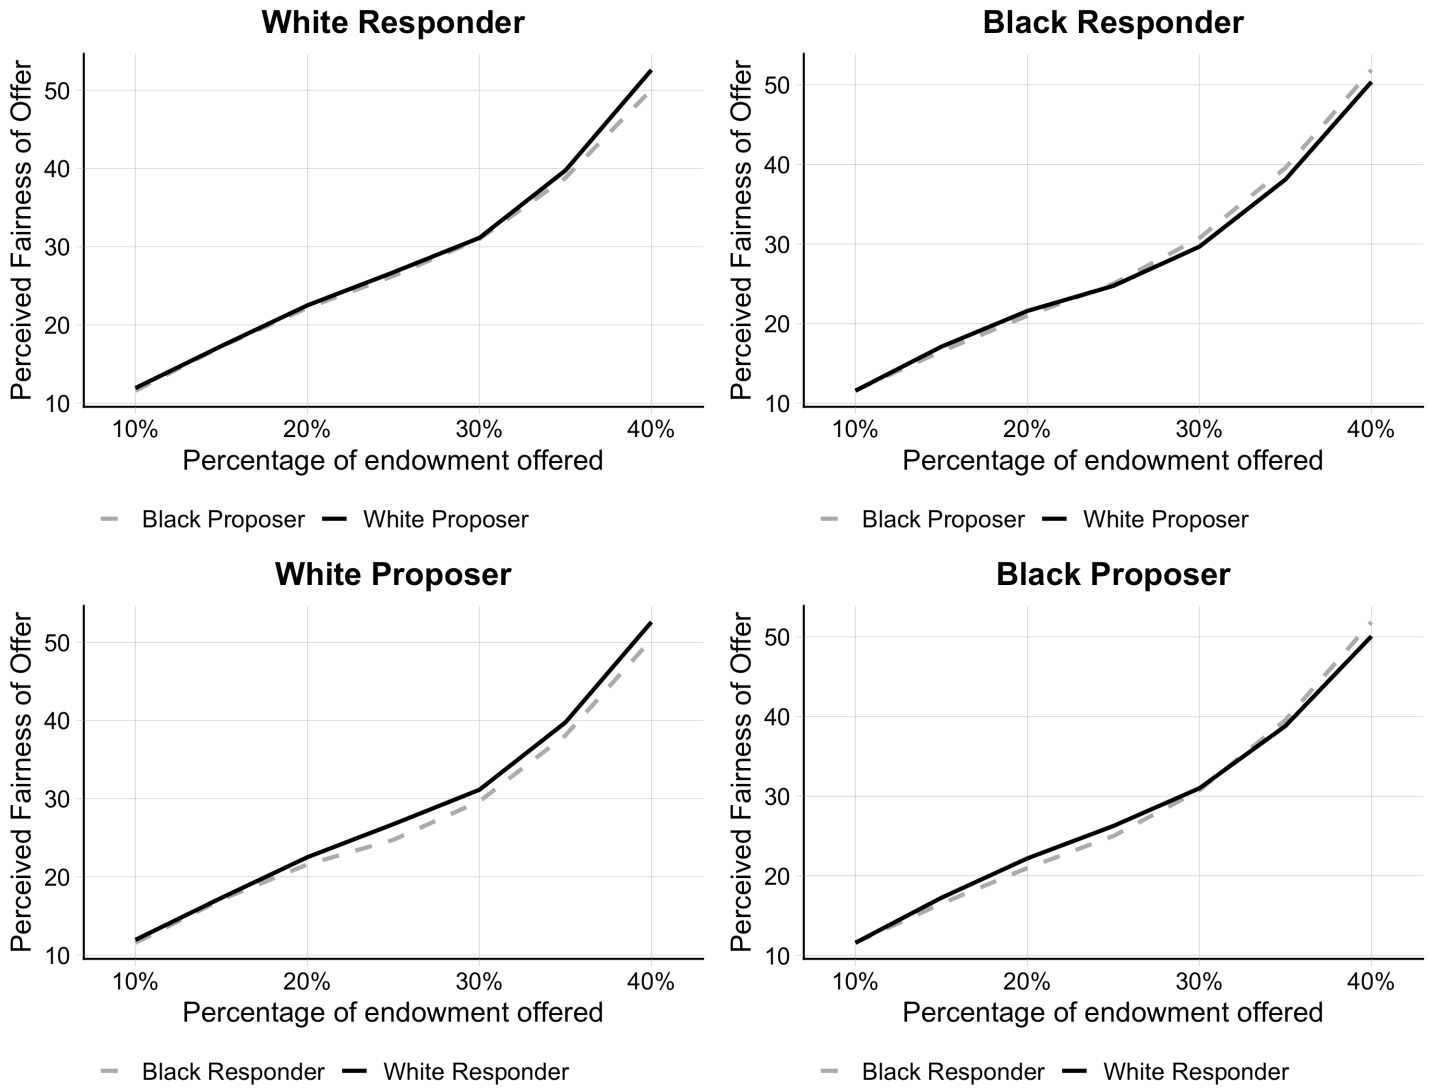 White Responder
Perceived Fairness of Offer
50
40
30
20
10
10% 20% 30% 40%
Percentage of endowment offered
Black Proposer White Proposer
Black Responder
Perceived Fairness of Offer
50
40
30
20
10
10% 20% 30% 40%
Percentage of endowment offered
Black Proposer White Proposer
White Proposer
Perceived Fairness of Offer
50
40
30
20
10
10% 20% 30% 40%
Percentage of endowment offered
Black Responder White Responder
Black Proposer
Perceived Fairness of Offer
50
40
30
20
10
10% 20% 30% 40%
Percentage of endowment offered
Black Responder White Responder